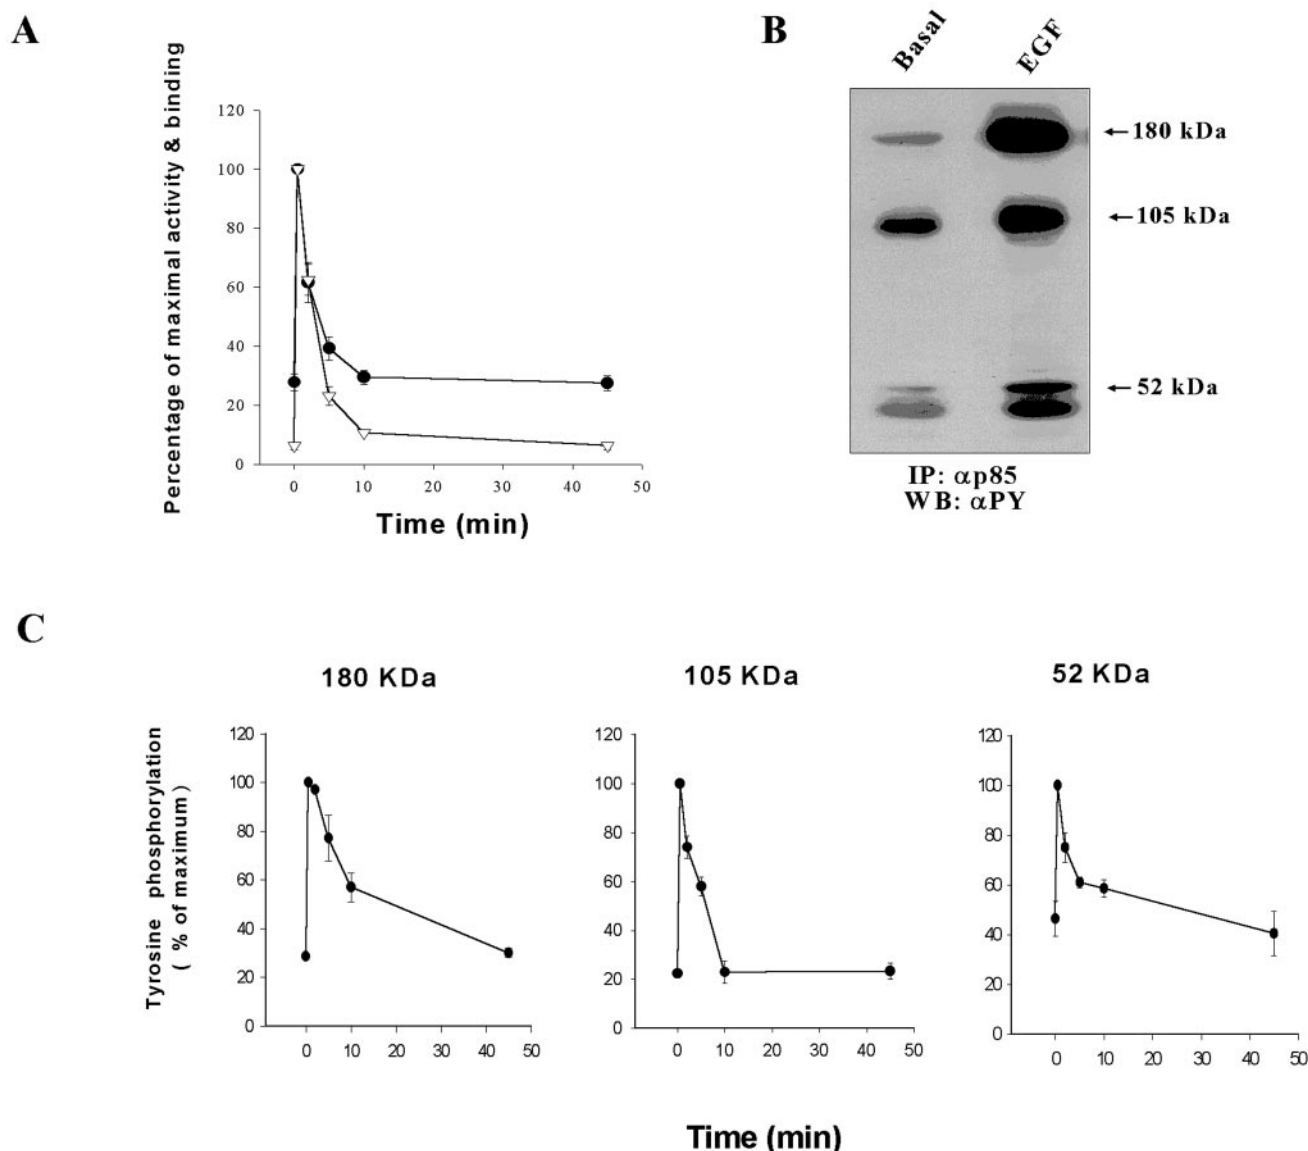 A
Percentage of maximal activity & binding
120
100
80
60
40
20
0
0 10 20 30 40 50
Time (min)
B
Basal
EGF
←180 kDa
←105 kDa
←52 kDa
IP: αp85
WB: αPY
C
180 KDa
105 KDa
52 KDa
Tyrosine phosphorylation
( % of maximum)
120
100
80
60
40
20
0
0 10 20 30 40 50
120
100
80
60
40
20
0
0 10 20 30 40 50
120
100
80
60
40
20
0
0 10 20 30 40 50
Time (min)